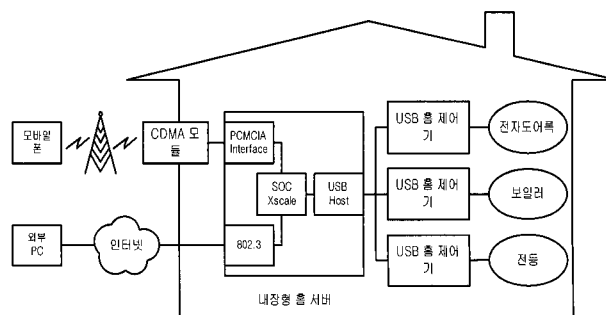 모바일
폰
CDMA 모
듈
PCMCIA
Interface
SOC
Xscale
USB
Host
802.3
외부
PC
인터넷
USB 홈 제어
기
전자도어록
USB 홈 제어
기
보일러
USB 홈 제어
기
전등
내장형 홈 서버